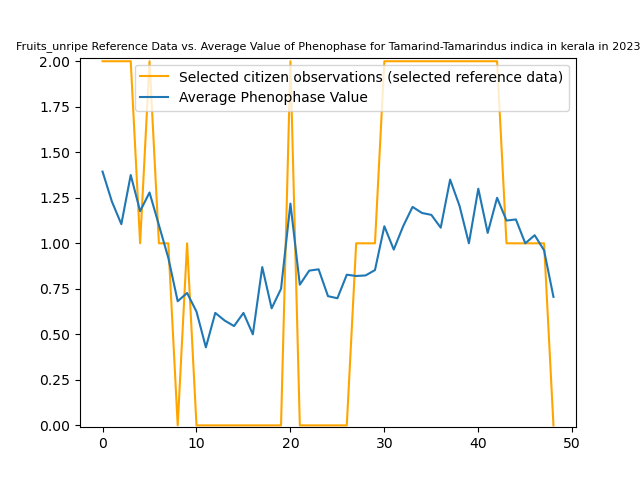 Fruits_unripe Reference Data vs. Average Value of Phenophase for Tamarind-Tamarindus indica in kerala in 2023
Selected citizen observations (selected reference data)
Average Phenophase Value
2.00
1.75
1.50
1.25
1.00
0.75
0.50
0.25
0.00
0 10 20 30 40 50